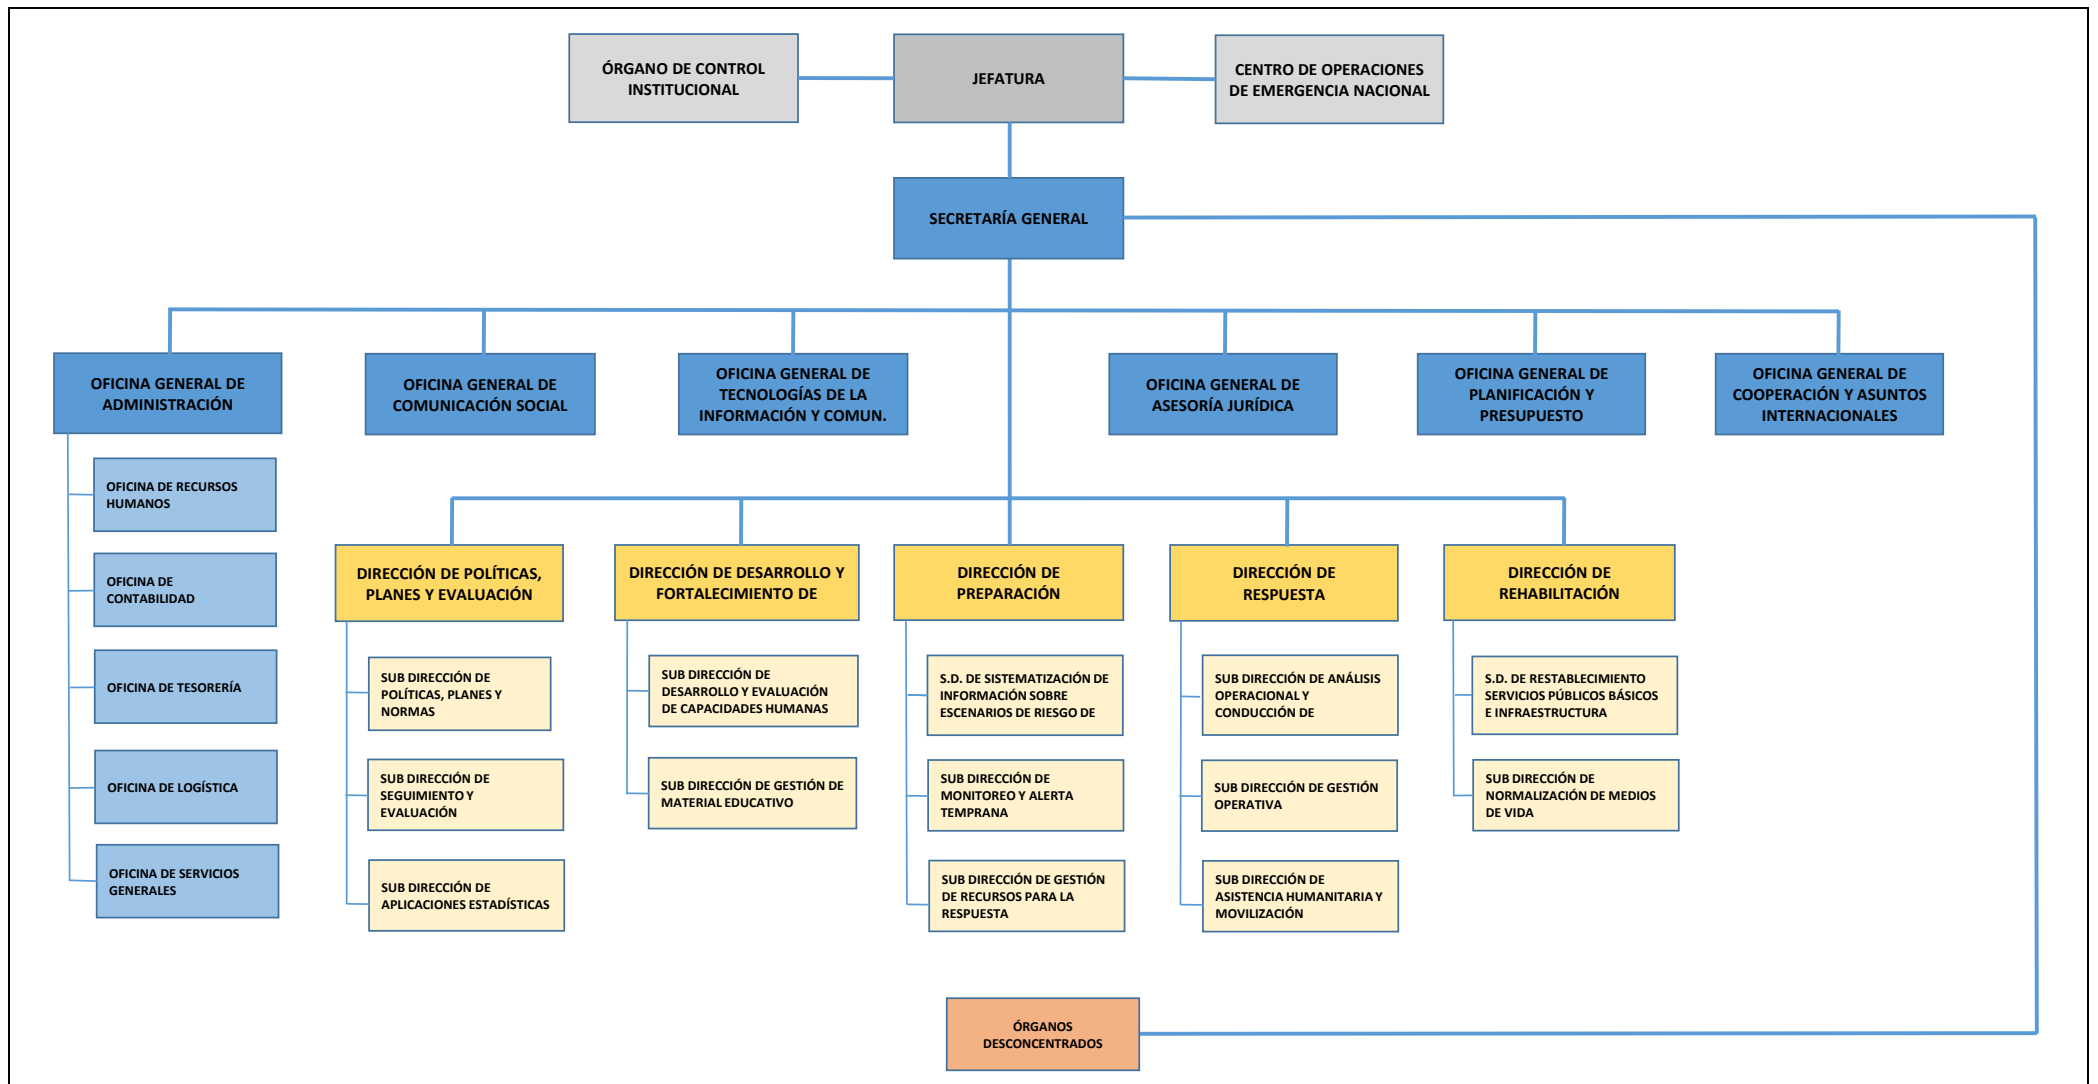 ÓRGANO DE CONTROL
INSTITUCIONAL
JEFATURA
CENTRO DE OPERACIONES
DE EMERGENCIA NACIONAL
SECRETARÍA GENERAL
OFICINA GENERAL DE
ADMINISTRACIÓN
OFICINA GENERAL DE
COMUNICACIÓN SOCIAL
OFICINA GENERAL DE
TECNOLOGÍAS DE LA
INFORMACIÓN Y COMUN.
OFICINA GENERAL DE
ASESORÍA JURÍDICA
OFICINA GENERAL DE
PLANIFICACIÓN Y
PRESUPUESTO
OFICINA GENERAL DE
COOPERACIÓN Y ASUNTOS
INTERNACIONALES
OFICINA DE RECURSOS
HUMANOS
OFICINA DE
CONTABILIDAD
OFICINA DE TESORERÍA
OFICINA DE LOGÍSTICA
OFICINA DE SERVICIOS
GENERALES
DIRECCIÓN DE POLÍTICAS,
PLANES Y EVALUACIÓN
SUB DIRECCIÓN DE
POLÍTICAS, PLANES Y
NORMAS
SUB DIRECCIÓN DE
SEGUIMIENTO Y
EVALUACIÓN
SUB DIRECCIÓN DE
APLICACIONES ESTADÍSTICAS
DIRECCIÓN DE DESARROLLO Y
FORTALECIMIENTO DE
SUB DIRECCIÓN DE
DESARROLLO Y EVALUACIÓN
DE CAPACIDADES HUMANAS
SUB DIRECCIÓN DE GESTIÓN DE
MATERIAL EDUCATIVO
DIRECCIÓN DE
PREPARACIÓN
S.D. DE SISTEMATIZACIÓN DE
INFORMACIÓN SOBRE
ESCENARIOS DE RIESGO DE
SUB DIRECCIÓN DE
MONITOREO Y ALERTA
TEMPRANA
SUB DIRECCIÓN DE GESTIÓN
DE RECURSOS PARA LA
RESPUESTA
DIRECCIÓN DE
RESPUESTA
SUB DIRECCIÓN DE ANÁLISIS
OPERACIONAL Y
CONDUCCIÓN DE
SUB DIRECCIÓN DE GESTIÓN
OPERATIVA
SUB DIRECCIÓN DE
ASISTENCIA HUMANITARIA Y
MOVILIZACIÓN
DIRECCIÓN DE
REHABILITACIÓN
S.D. DE RESTABLECIMIENTO
SERVICIOS PÚBLICOS BÁSICOS
E INFRAESTRUCTURA
SUB DIRECCIÓN DE
NORMALIZACIÓN DE MEDIOS
DE VIDA
ÓRGANOS
DESCONCENTRADOS